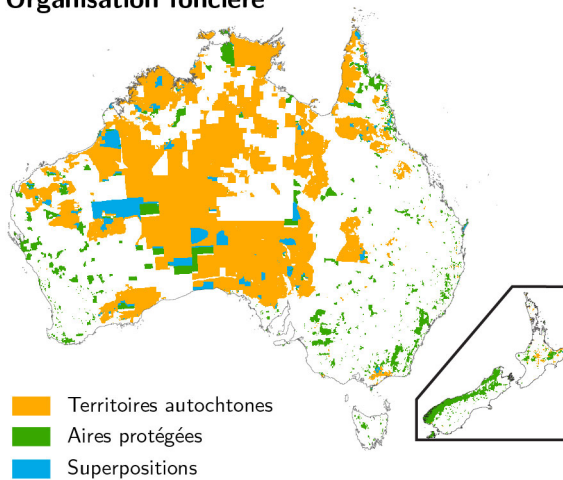 Organisation foncière
Territoires autochtones
Aires protégées
Superpositions